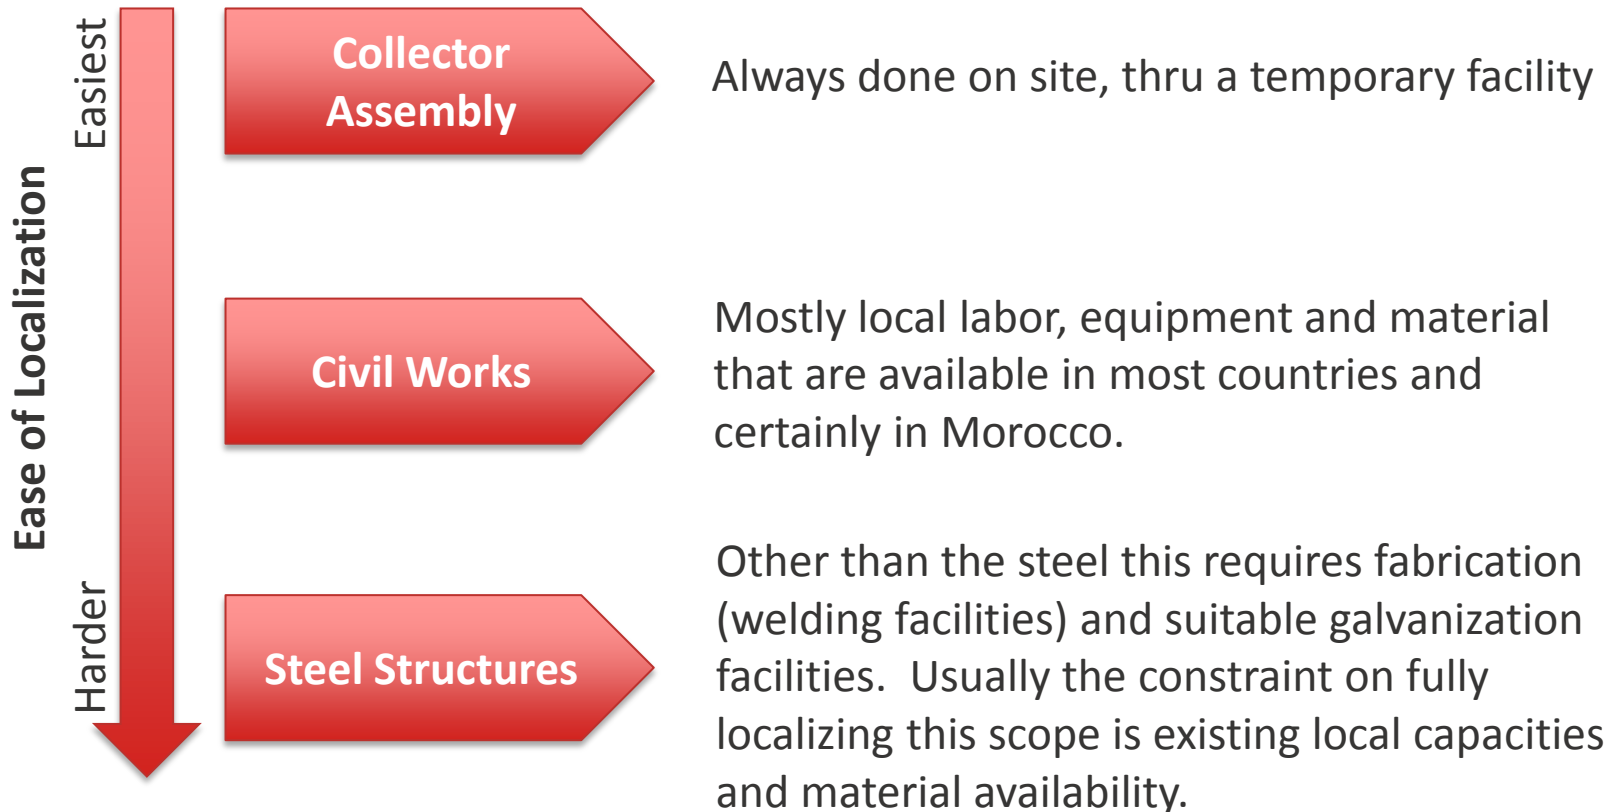 Ease of Localization
Easiest
Harder
Collector
Assembly
Always done on site, thru a temporary facility
Civil Works
Mostly local labor, equipment and material
that are available in most countries and
certainly in Morocco.
Steel Structures
Other than the steel this requires fabrication
(welding facilities) and suitable galvanization
facilities.  Usually the constraint on fully
localizing this scope is existing local capacities
and material availability.